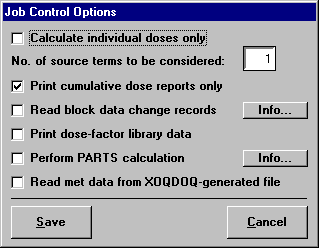 Job Control Options
Calculate individual doses only
No. of source terms to be considered: 1
Print cumulative dose reports only
Read block data change records Info...
Print dose-factor library data
Perform PARTS calculation Info...
Read met data from XOQDOQ-generated file
Save Cancel